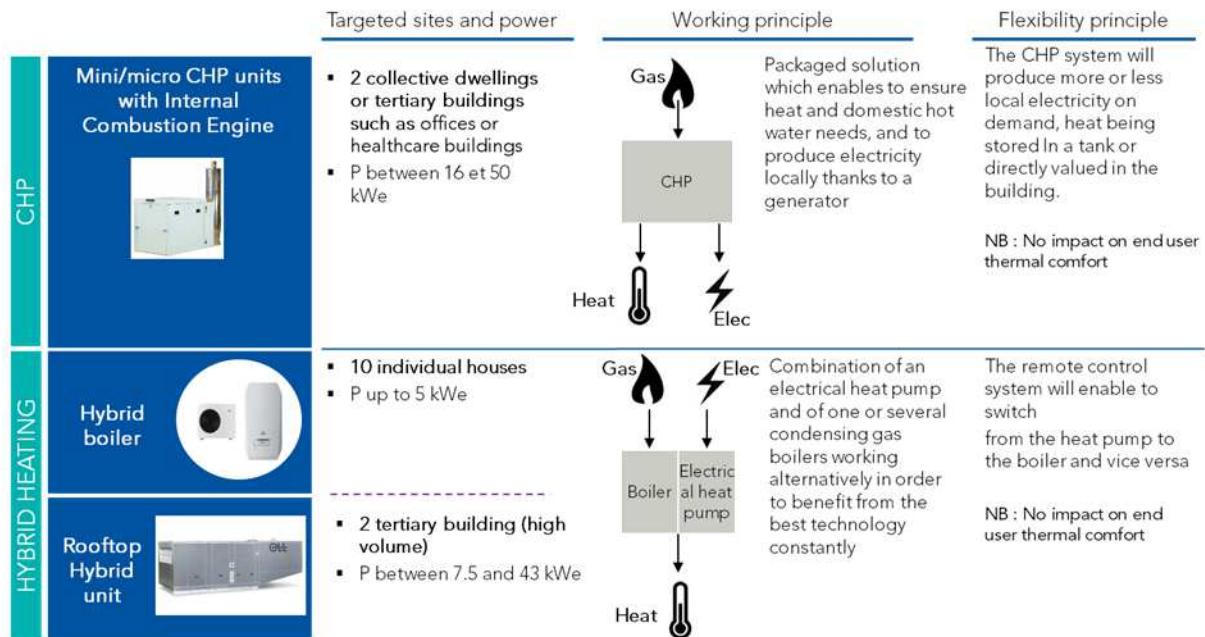 Targeted sites and power
Working principle
Flexibility principle
CHP
Mini/micro CHP units
with Internal
Combustion Engine
▪ 2 collective dwellings
or tertiary buildings
such as offices or
healthcare buildings
▪ P between 16 et 50
kWe
Gas
CHP
Heat
Elec
Packaged solution
which enables to ensure
heat and domestic hot
water needs, and to
produce electricity
locally thanks to a
generator
The CHP system will
produce more or less
local electricity on
demand, heat being
stored In a tank or
directly valued in the
building.
NB : No impact on end user
thermal comfort
HYBRID HEATING
Hybrid
boiler
▪ 10 individual houses
▪ P up to 5 kWe
Rooftop
Hybrid
unit
▪ 2 tertiary building (high
volume)
▪ P between 7.5 and 43 kWe
Gas
Elec
Boiler
Electric
al heat
pump
Heat
Combination of an
electrical heat pump
and of one or several
condensing gas
boilers working
alternatively in order
to benefit from the
best technology
constantly
The remote control
system will enable to
switch
from the heat pump to
the boiler and vice versa
NB : No impact on end
user thermal comfort